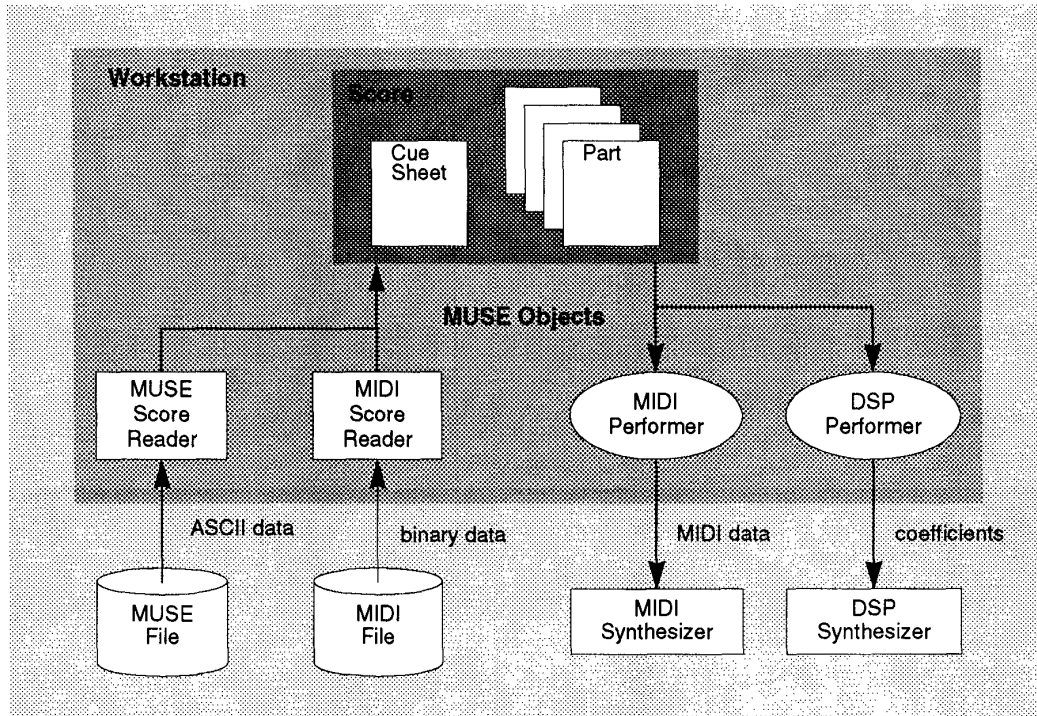 Workstation
Score
Cue
Sheet
Part
MUSE Objects
MUSE
Score
Reader
MIDI
Score
Reader
MIDI
Performer
DSP
Performer
ASCII data
binary data
MIDI data
coefficients
MUSE
File
MIDI
File
MIDI
Synthesizer
DSP
Synthesizer